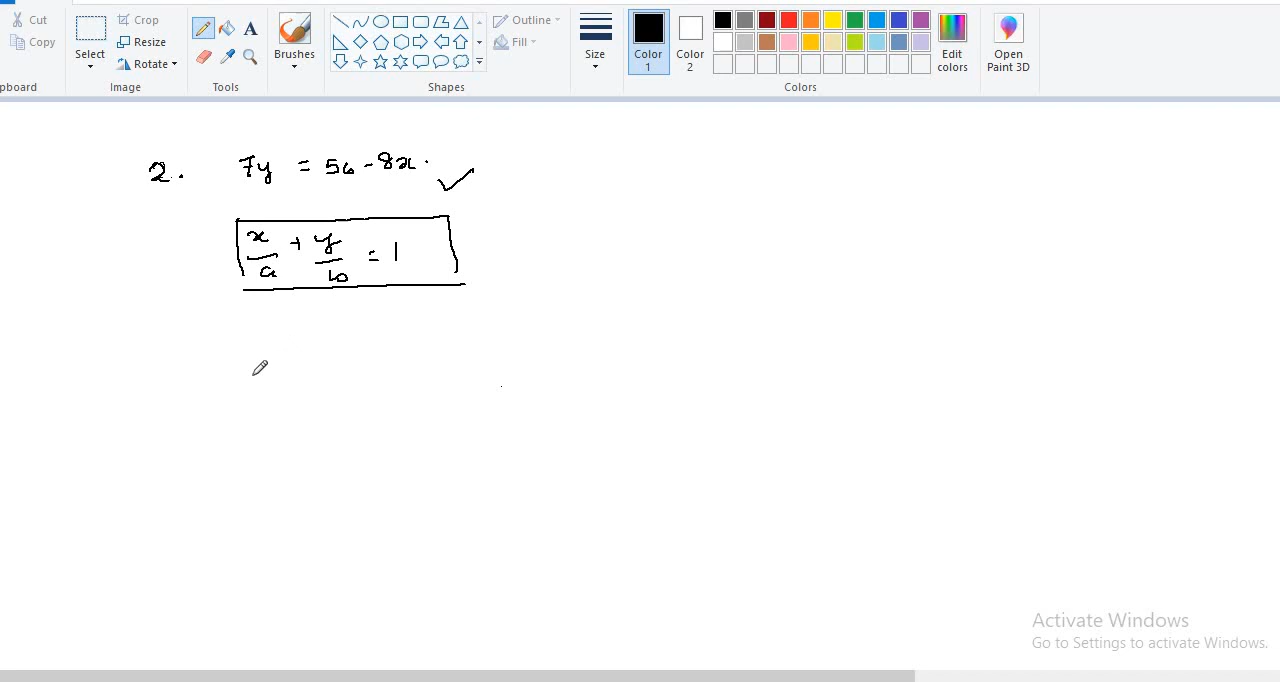 Cut
Copy
pboard
Select
Crop
Resize
Rotate
Image
A
Tools
Brushes
Outline
Fill
Shapes
Size
Color
1
Color
2
Colors
Edit
colors
Open
Paint 3D
2. 7y = 56 - 8x.
x/a + y/b = 1
Activate Windows
Go to Settings to activate Windows.